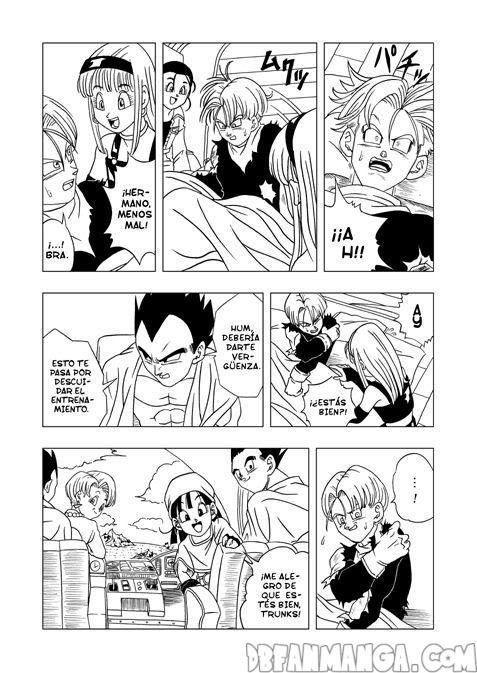 パチッ
¡¡A
H!!
ムクッ
¡HER-
MANO,
MENOS
MAL!
¡...!
BRA.
AY
¿¡ESTÁS
BIEN?!
HUM,
DEBERÍA
DARTE
VER-
GÜENZA.
ESTO TE
PASA POR
DESCUI-
DAR EL
ENTRENA-
MIENTO.
...!
¡ME ALE-
GRO DE
QUE ES-
TÉS BIEN,
TRUNKS!
DBFANMANGA.COM